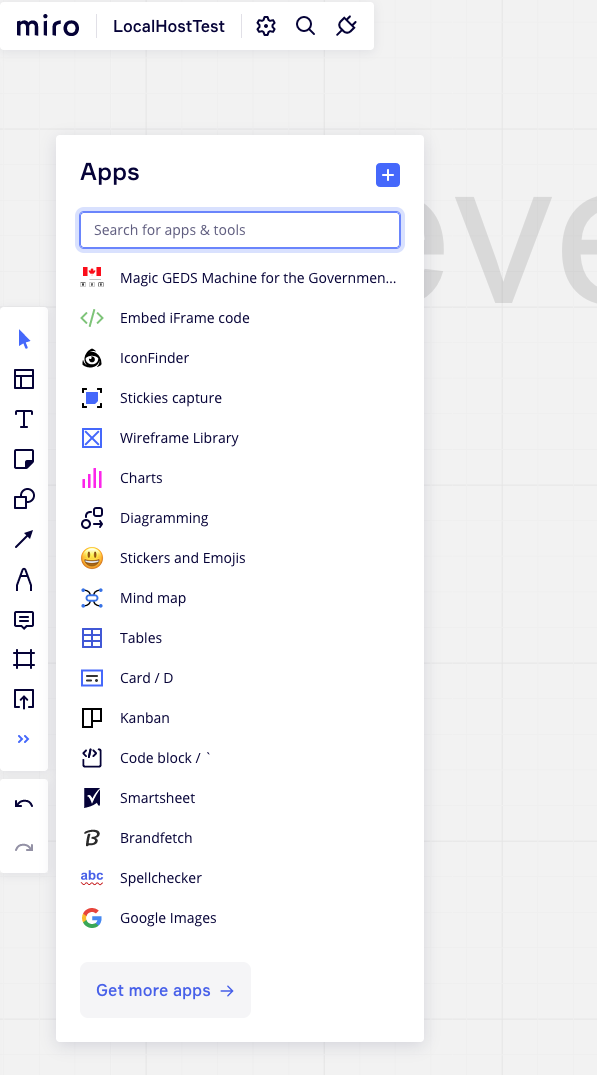 miro
LocalHostTest
Apps
Search for apps & tools
Magic GEDS Machine for the Governmen...
Embed iFrame code
IconFinder
Stickies capture
Wireframe Library
Charts
Diagramming
Stickers and Emojis
Mind map
Tables
Card / D
Kanban
Code block / `
Smartsheet
Brandfetch
abc Spellchecker
Google Images
Get more apps →
eve